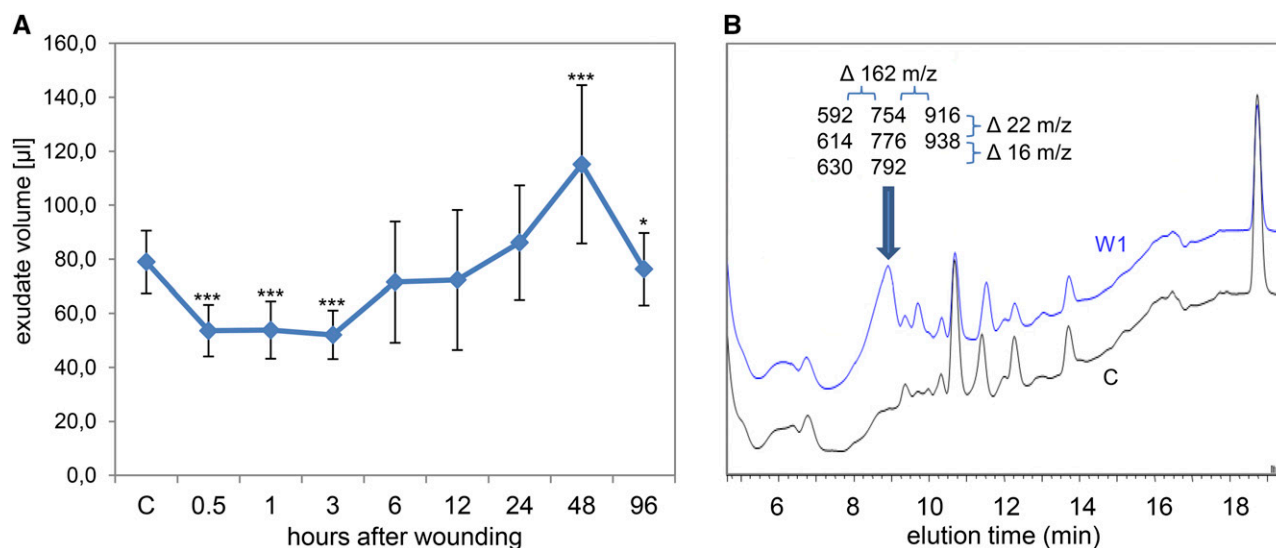 A
exudate volume [µl]
160,0
140,0
120,0
100,0
80,0
60,0
40,0
20,0
0,0
***
***
***
***
*
C 0.5 1 3 6 12 24 48 96
hours after wounding
B
Δ 162 m/z
592 754 916
Δ 22 m/z
614 776 938
Δ 16 m/z
630 792
W1
C
6 8 10 12 14 16 18
elution time (min)